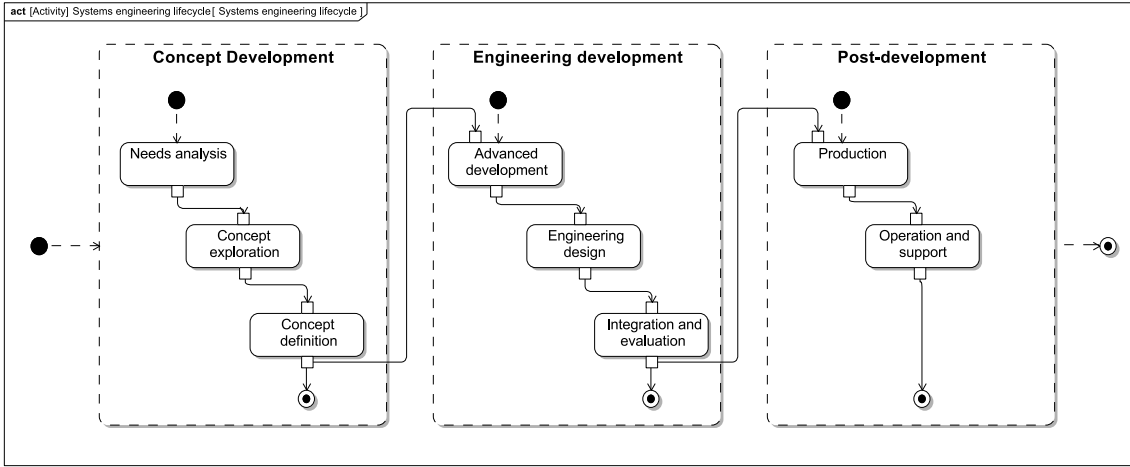 act [Activity] Systems engineering lifecycle[ Systems engineering lifecycle ]
Concept Development
Needs analysis
Concept
exploration
Concept
definition
Engineering development
Advanced
development
Engineering
design
Integration and
evaluation
Post-development
Production
Operation and
support